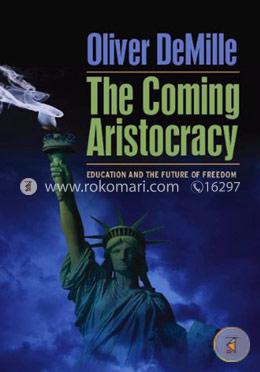 Oliver DeMille
The Coming
Aristocracy
EDUCATION AND THE FUTURE OF FREEDOM
www.rokomari.com 16297